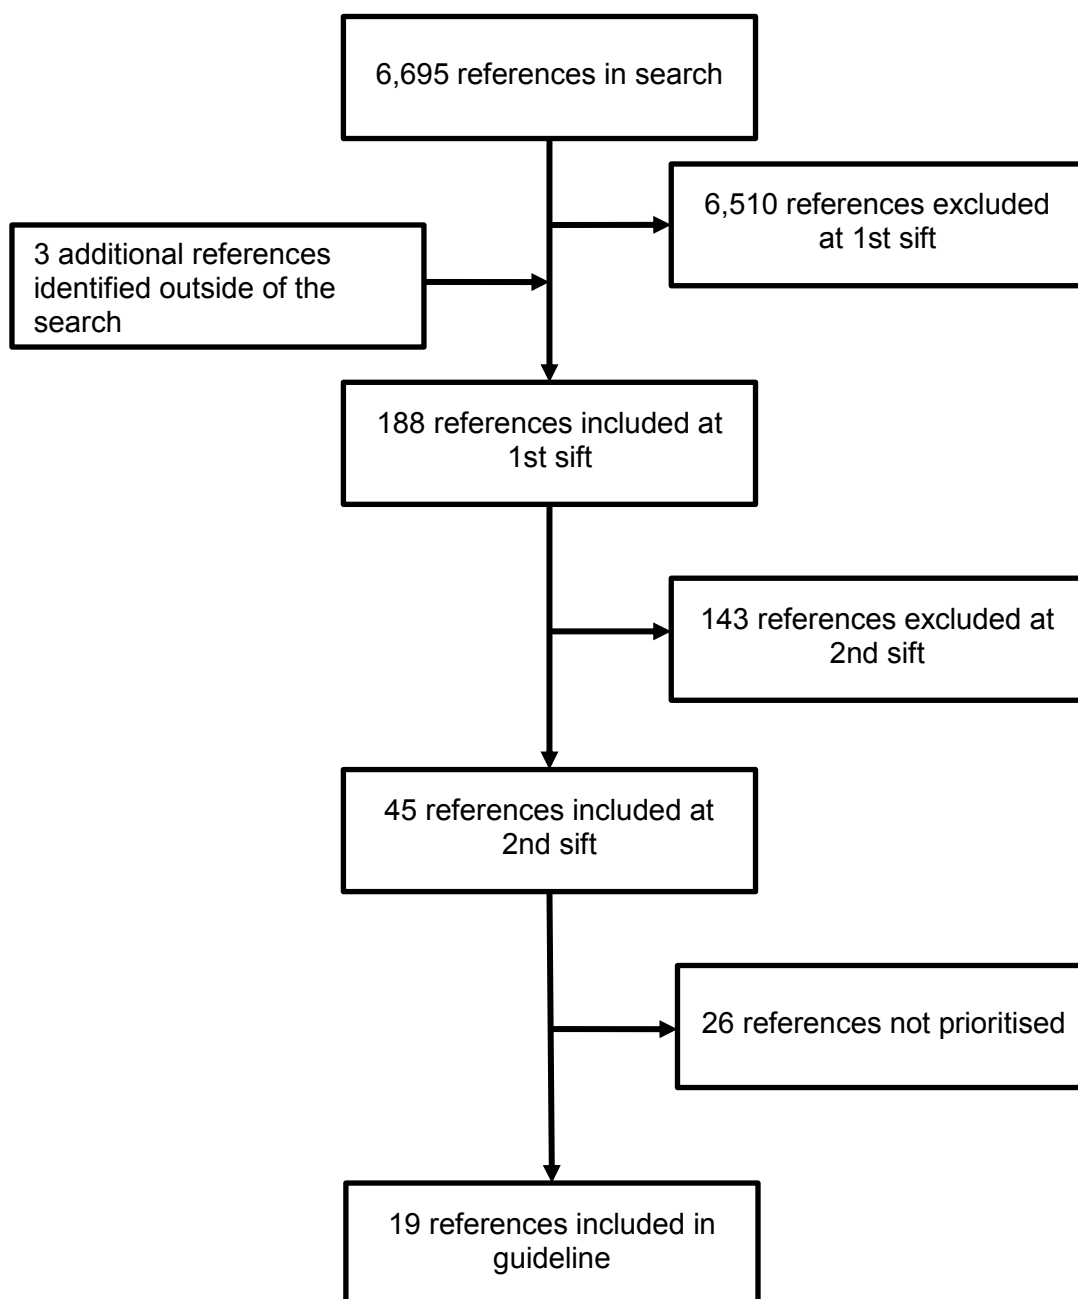 6,695 references in search
6,510 references excluded
at 1st sift
3 additional references
identified outside of the
search
188 references included at
1st sift
143 references excluded at
2nd sift
45 references included at
2nd sift
26 references not prioritised
19 references included in
guideline